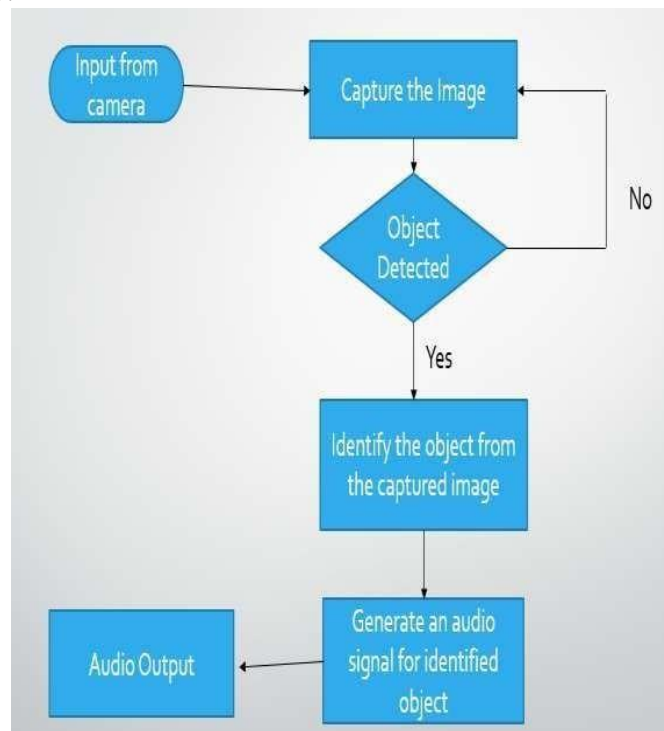 Input from
camera
Capture the Image
Object
Detected
No
Yes
Identify the object from
the captured image
Generate an audio
signal for identified
object
Audio Output